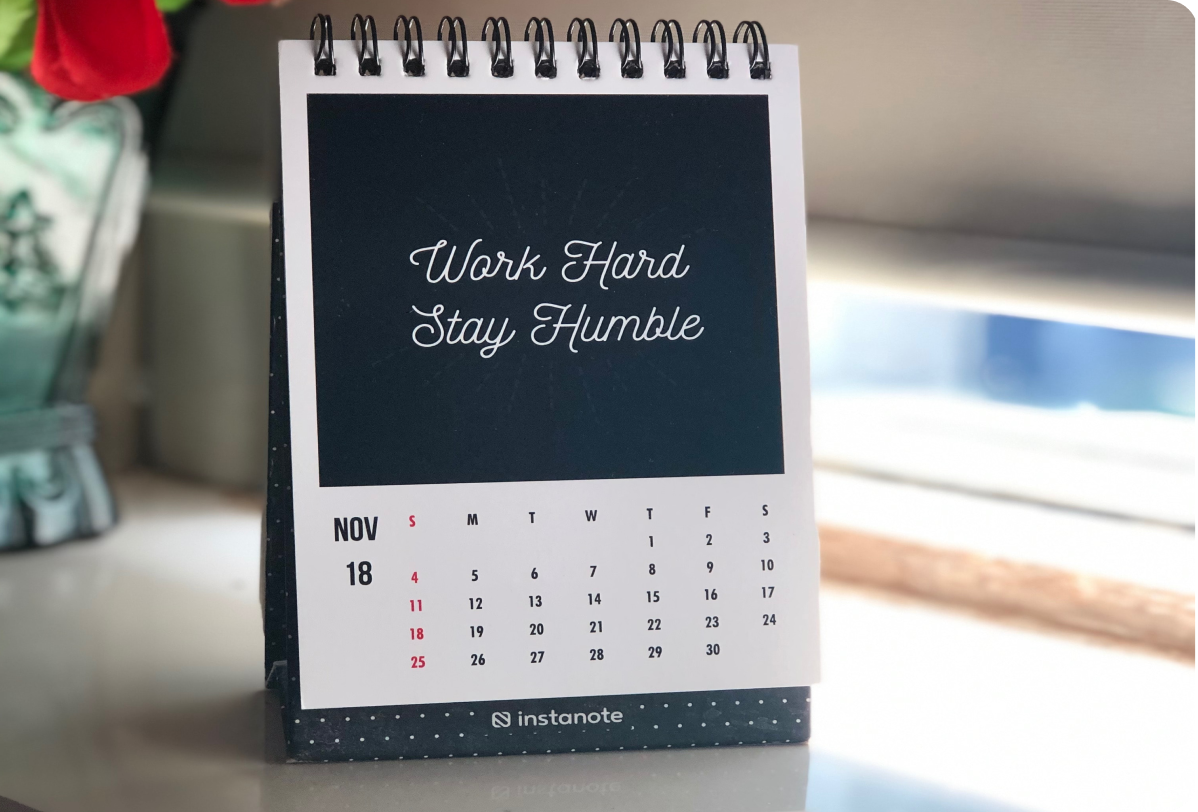 Work Hard
Stay Humble
NOV
18
S M T W T F S
1 2 3
4 5 6 7 8 9 10
11 12 13 14 15 16 17
18 19 20 21 22 23 24
25 26 27 28 29 30
instanote